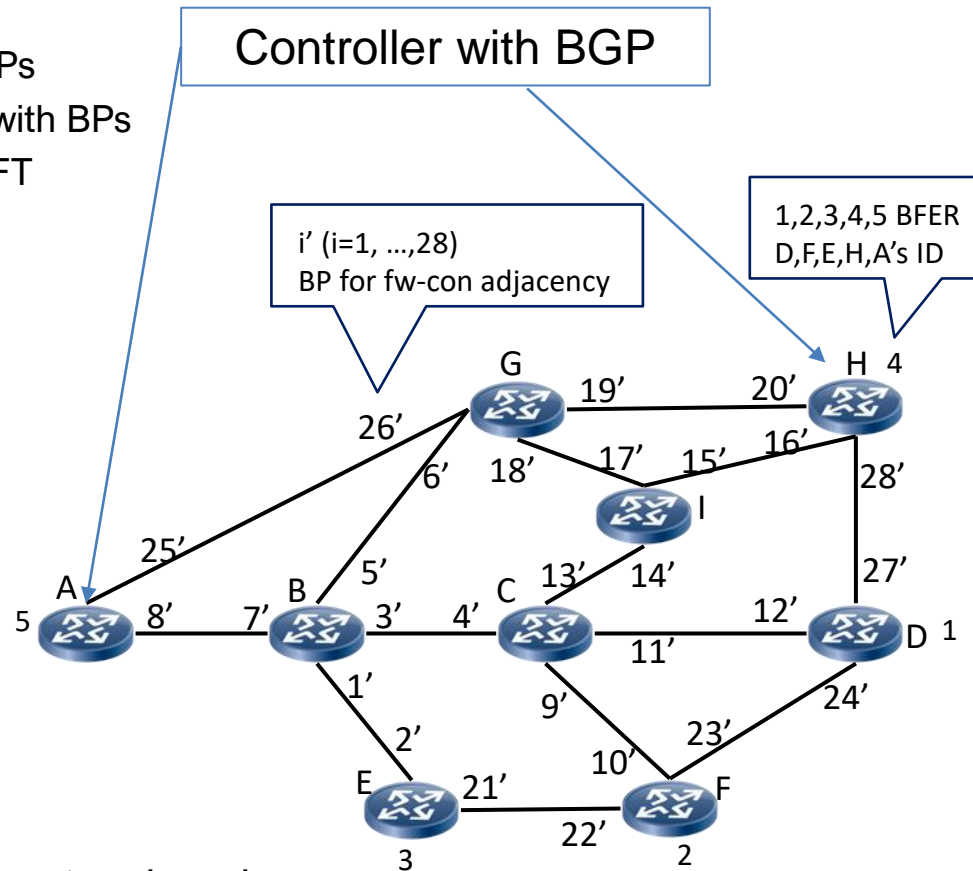 Controller with BGP
Ps
with BPs
FT
i' (i=1, …,28)
BP for fw-con adjacency
1,2,3,4,5 BFER
D,F,E,H,A's ID
G
H 4
19'
20'
26'
6'
18'
17'
15'
16'
28'
I
25'
5'
13'
14'
27'
A
B
C
12'
5
8'
7'
3'
4'
11'
D 1
1'
9'
24'
2'
10'
23'
E
21'
F
22'
3
2